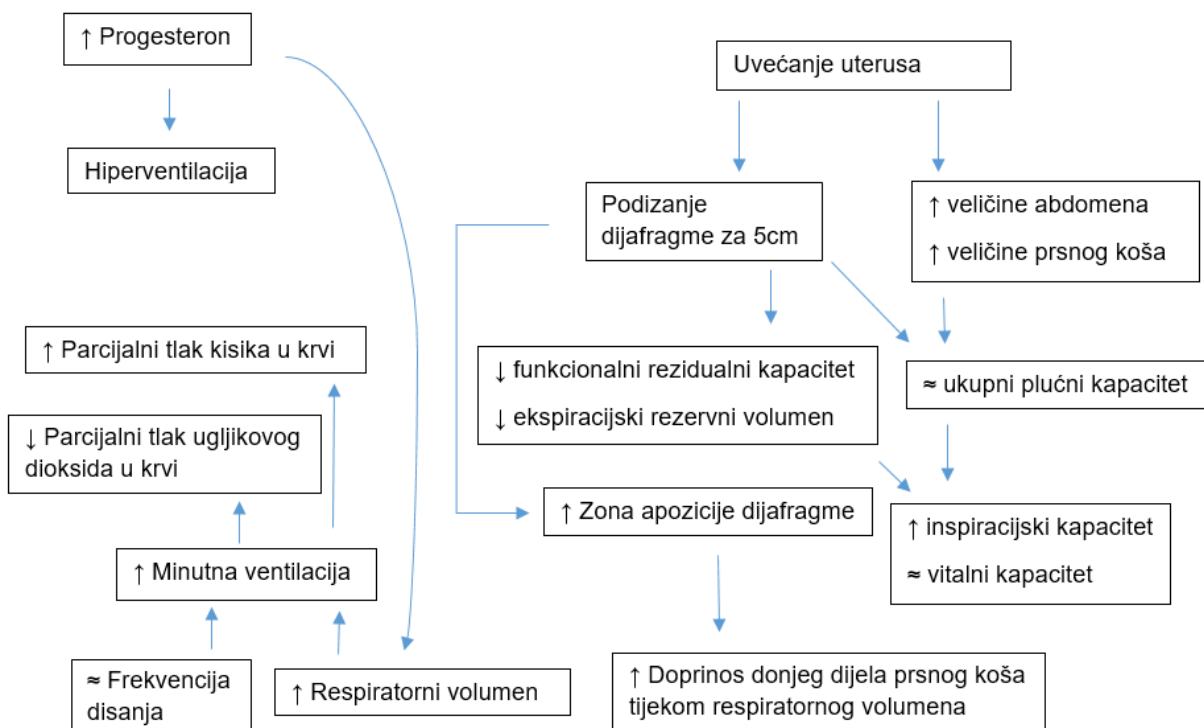 ↑ Progesteron
Hiperventilacija
Uvećanje uterusa
Podizanje
dijafragme za 5cm
↑ veličine abdomena
↑ veličine prsnog koša
↑ Parcijalni tlak kisika u krvi
↓ funkcionalni rezidualni kapacitet
↓ ekspiracijski rezervni volumen
≈ ukupni plućni kapacitet
↓ Parcijalni tlak ugljikovog
dioksida u krvi
↑ Zona apozicije dijafragme
↑ inspiracijski kapacitet
≈ vitalni kapacitet
↑ Minutna ventilacija
≈ Frekvencija
disanja
↑ Respiratorni volumen
↑ Doprinos donjeg dijela prsnog koša
tijekom respiratornog volumena